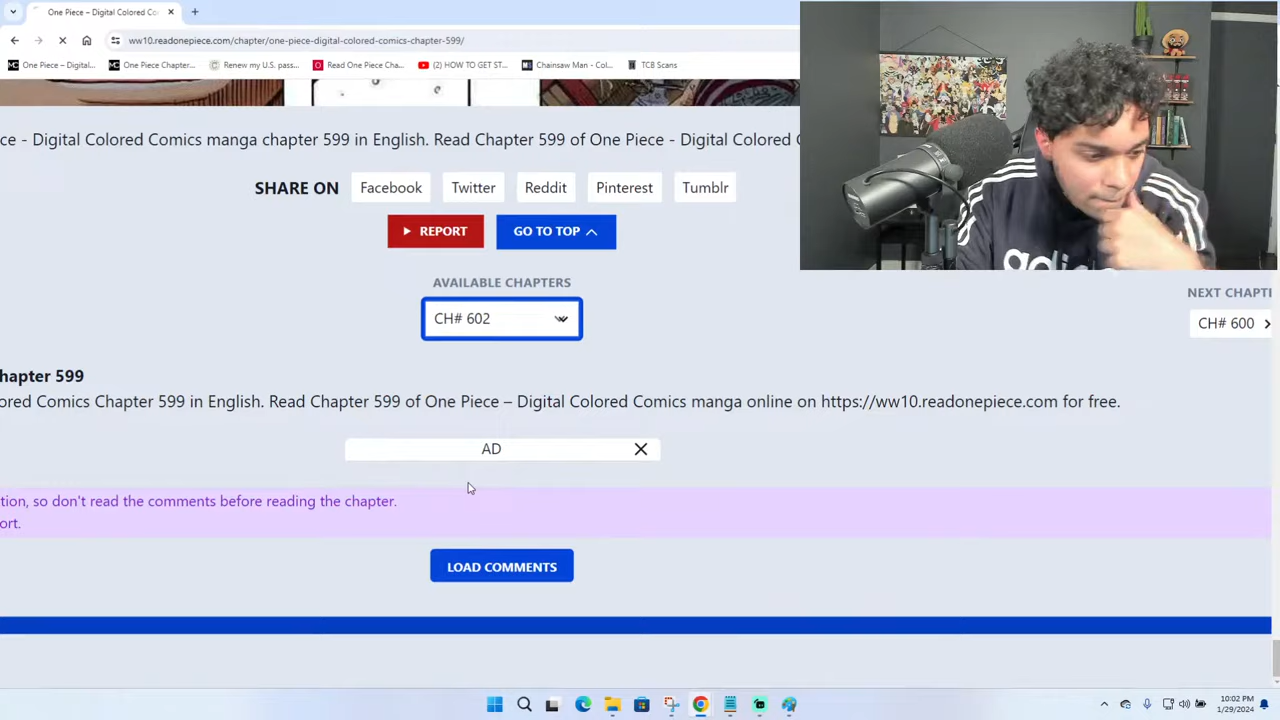 One Piece – Digital Colored Co
ww10.readonepiece.com/chapter/one-piece-digital-colored-comics-chapter-599/
One Piece – Digital...
One Piece Chapter...
Renew my U.S. pass...
Read One Piece Cha...
(2) HOW TO GET ST...
Chainsaw Man - Col...
TCB Scans
ce - Digital Colored Comics manga chapter 599 in English. Read Chapter 599 of One Piece - Digital Colored
SHARE ON
Facebook
Twitter
Reddit
Pinterest
Tumblr
REPORT
GO TO TOP
AVAILABLE CHAPTERS
NEXT CHAPT
CH# 602
CH# 600
hapter 599
ored Comics Chapter 599 in English. Read Chapter 599 of One Piece – Digital Colored Comics manga online on https://ww10.readonepiece.com for free.
AD
tion, so don't read the comments before reading the chapter.
ort.
LOAD COMMENTS
10:02 PM
1/29/2024